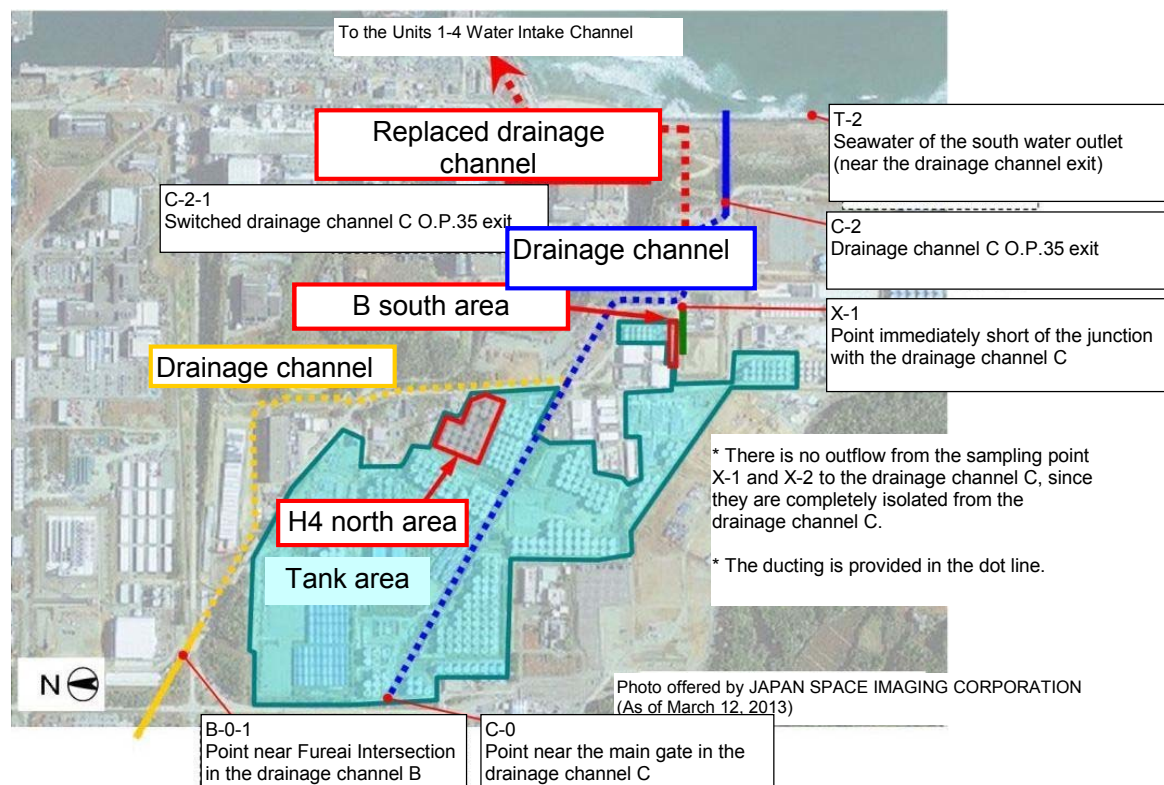 To the Units 1-4 Water Intake Channel
Replaced drainage
channel
T-2
Seawater of the south water outlet
(near the drainage channel exit)
C-2-1
Switched drainage channel C O.P.35 exit
C-2
Drainage channel C O.P.35 exit
Drainage channel
B south area
X-1
Point immediately short of the junction
with the drainage channel C
Drainage channel
* There is no outflow from the sampling point
X-1 and X-2 to the drainage channel C, since
they are completely isolated from the
drainage channel C.
* The ducting is provided in the dot line.
H4 north area
Tank area
N
Photo offered by JAPAN SPACE IMAGING CORPORATION
(As of March 12, 2013)
B-0-1
Point near Fureai Intersection
in the drainage channel B
C-0
Point near the main gate in the
drainage channel C